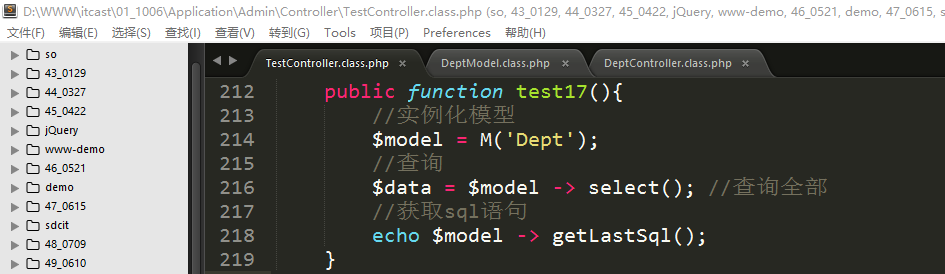 D:\WWW\itcast\01_1006\Application\Admin\Controller\TestController.class.php (so, 43_0129, 44_0327, 45_0422, jQuery, www-demo, 46_0521, demo, 47_0615, s
文件(F) 编辑(E) 选择(S) 查找(I) 查看(V) 转到(G) Tools 项目(P) Preferences 帮助(H)
so
43_0129
44_0327
45_0422
jQuery
www-demo
46_0521
demo
47_0615
sdcit
48_0709
49_0610
TestController.class.php × DeptModel.class.php × DeptController.class.php ×
212 public function test17(){
213 //实例化模型
214 $model = M('Dept');
215 //查询
216 $data = $model -> select(); //查询全部
217 //获取sql语句
218 echo $model -> getLastSql();
219 }